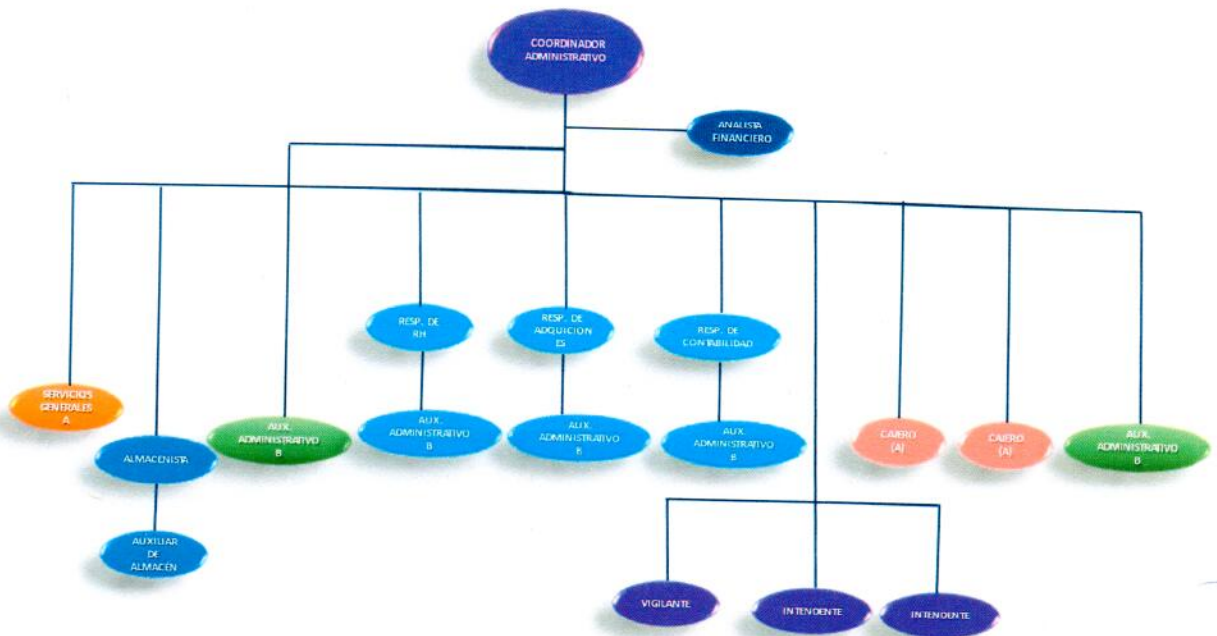 COORDINADOR
ADMINISTRATIVO
ANALISTA
FINANCIERO
RESP. DE
RH
RESP. DE
ADQUICION
ES
RESP. DE
CONTABILIDAD
SERVICIOS
GENERALES
A
AUX.
ADMINISTRATIVO
B
AUX.
ADMINISTRATIVO
B
AUX.
ADMINISTRATIVO
B
AUX.
ADMINISTRATIVO
B
CAJERO
(A)
CAJERO
(A)
AUX.
ADMINISTRATIVO
B
ALMACENISTA
AUXILIAR
DE
ALMACÉN
VIGILANTE
INTENDENTE
INTENDENTE